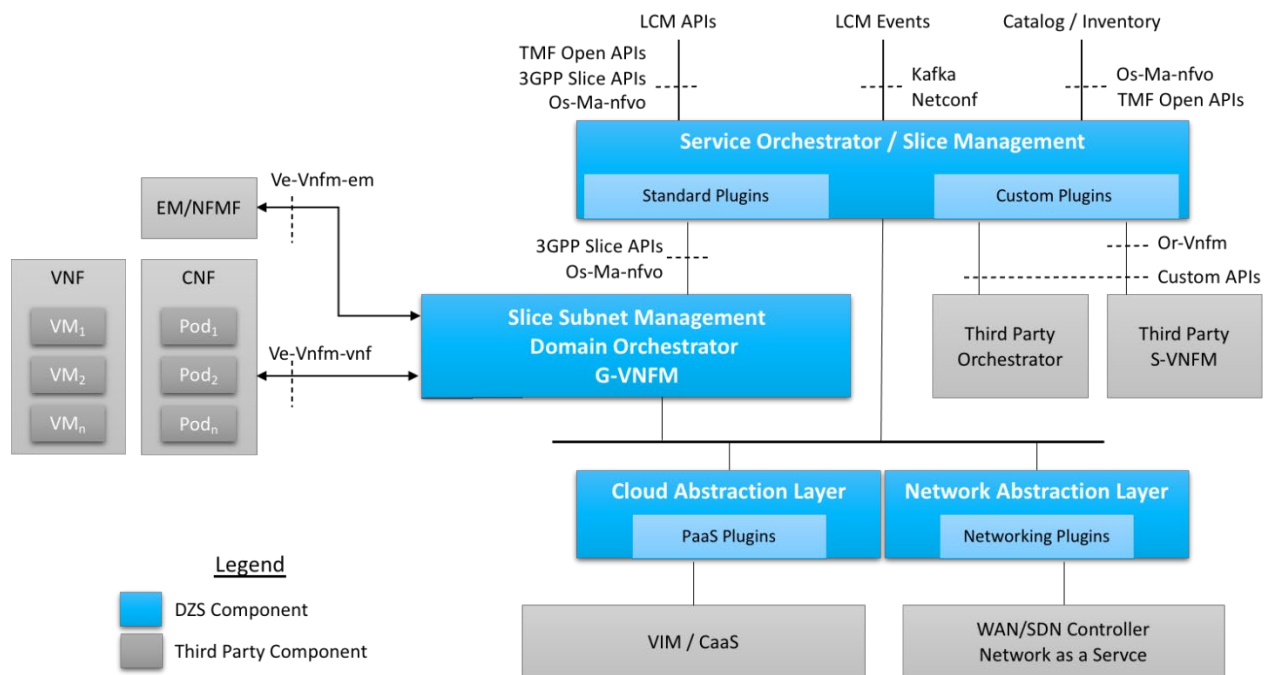 LCM APIs
LCM Events
Catalog / Inventory
TMF Open APIs
3GPP Slice APIs
Os-Ma-nfvo
Kafka
Netconf
Os-Ma-nfvo
TMF Open APIs
Service Orchestrator / Slice Management
Standard Plugins
Custom Plugins
Ve-Vnfm-em
EM/NFMF
3GPP Slice APIs
Os-Ma-nfvo
Or-Vnfm
Custom APIs
VNF
VM1
VM2
VMn
CNF
Pod1
Pod2
Podn
Ve-Vnfm-vnf
Slice Subnet Management
Domain Orchestrator
G-VNFM
Third Party
Orchestrator
Third Party
S-VNFM
Cloud Abstraction Layer
PaaS Plugins
Network Abstraction Layer
Networking Plugins
Legend
DZS Component
Third Party Component
VIM / CaaS
WAN/SDN Controller
Network as a Servce